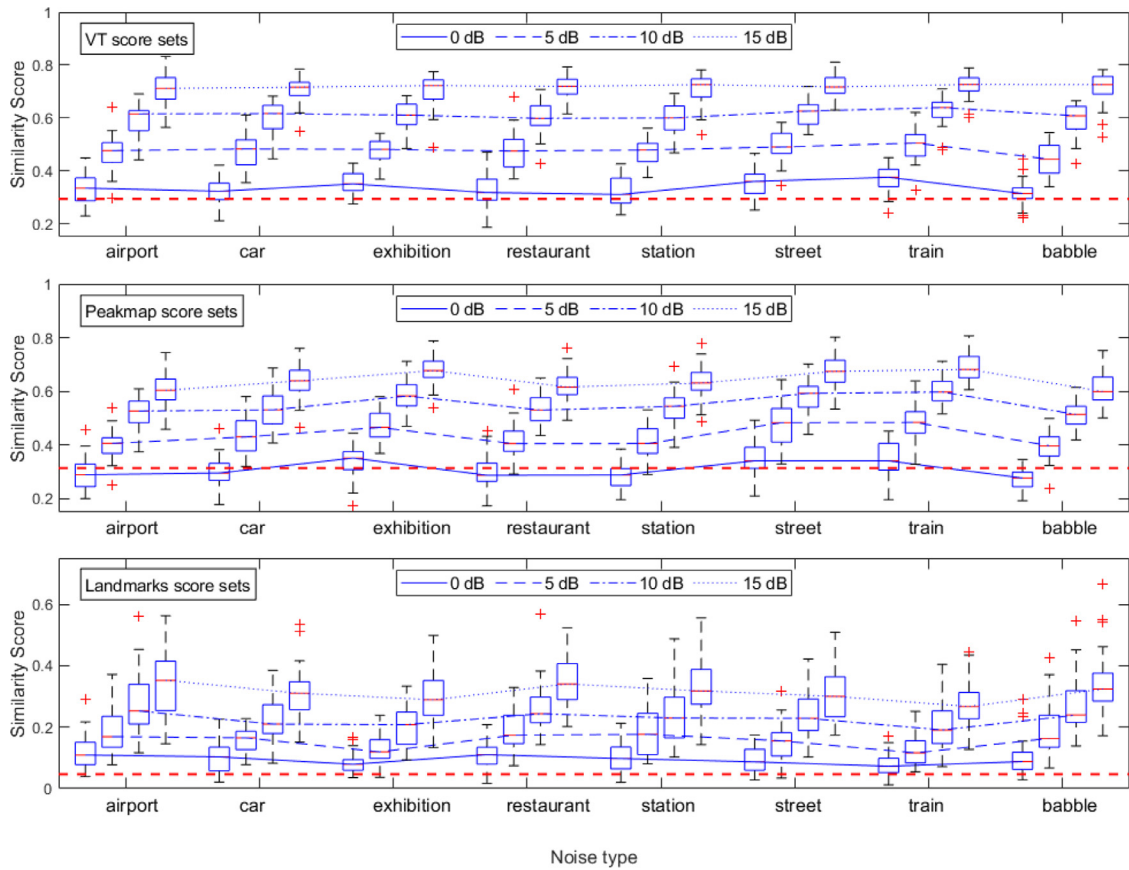 VT score sets
0 dB 5 dB 10 dB 15 dB
Similarity Score
1
0.8
0.6
0.4
0.2
airport car exhibition restaurant station street train babble
Peakmap score sets
0 dB 5 dB 10 dB 15 dB
Similarity Score
1
0.8
0.6
0.4
0.2
airport car exhibition restaurant station street train babble
Landmarks score sets
0 dB 5 dB 10 dB 15 dB
Similarity Score
0.6
0.4
0.2
0
airport car exhibition restaurant station street train babble
Noise type